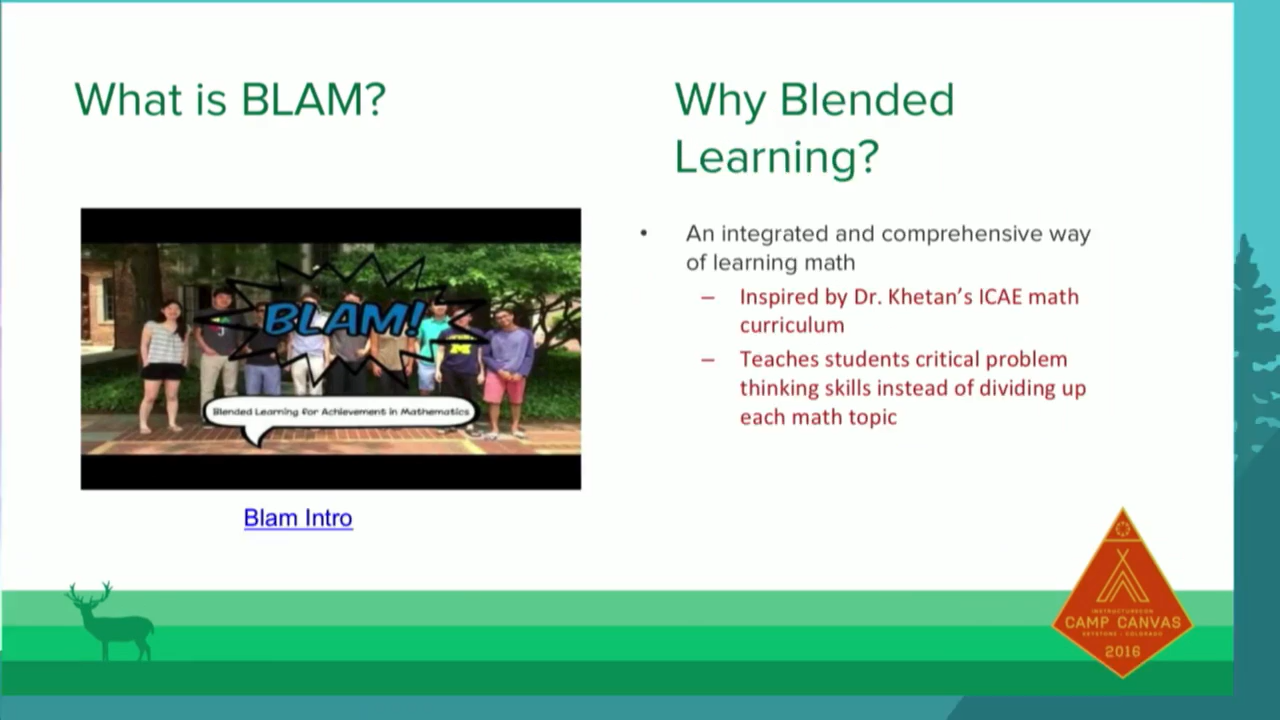 What is BLAM?
BLAM!
Blended Learning for Achievement in Mathematics
Blam Intro
Why Blended
Learning?
• An integrated and comprehensive way
of learning math
– Inspired by Dr. Khetan’s ICAE math
curriculum
– Teaches students critical problem
thinking skills instead of dividing up
each math topic
INSTRUCTURECON
CAMP CANVAS
KEYSTONE - COLORADO
2016